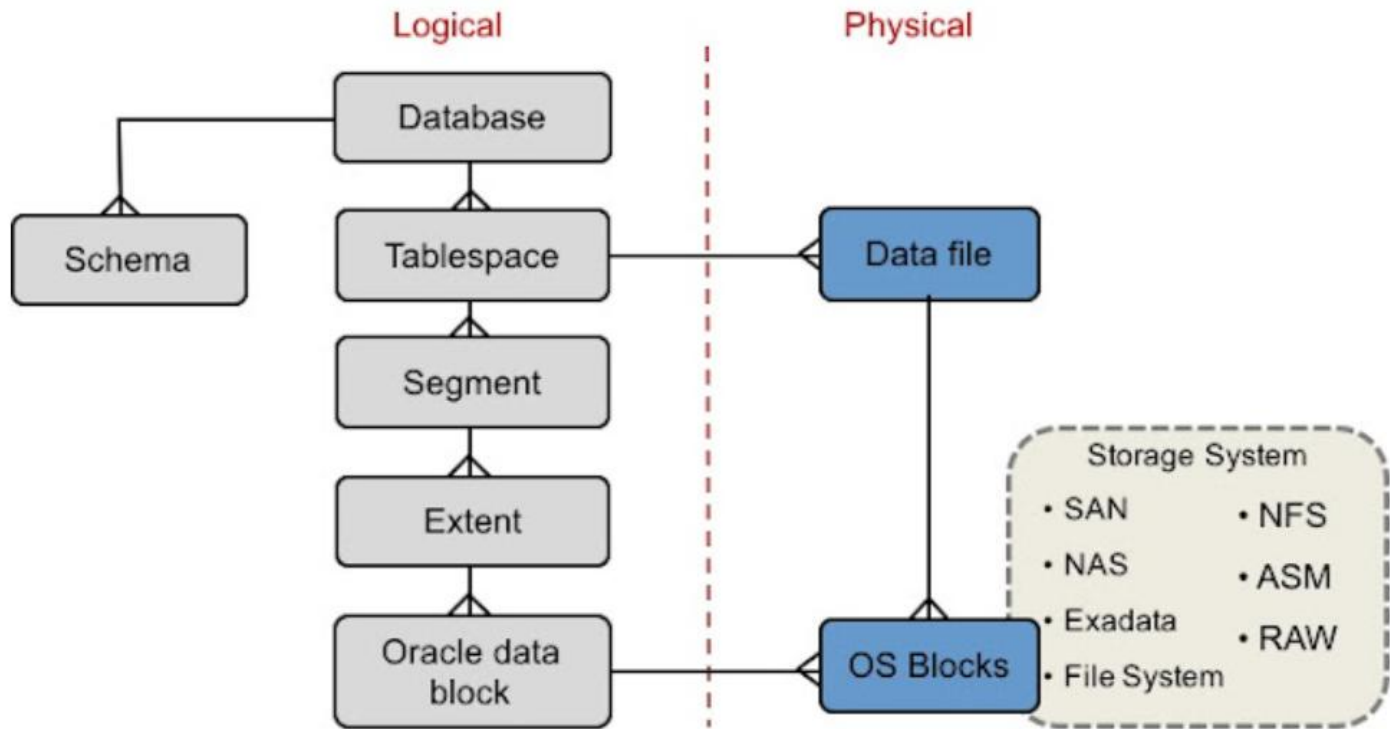 Logical
Physical
Database
Schema
Tablespace
Data file
Segment
Extent
Oracle data
block
OS Blocks
Storage System
• SAN
• NAS
• Exadata
• File System
• NFS
• ASM
• RAW